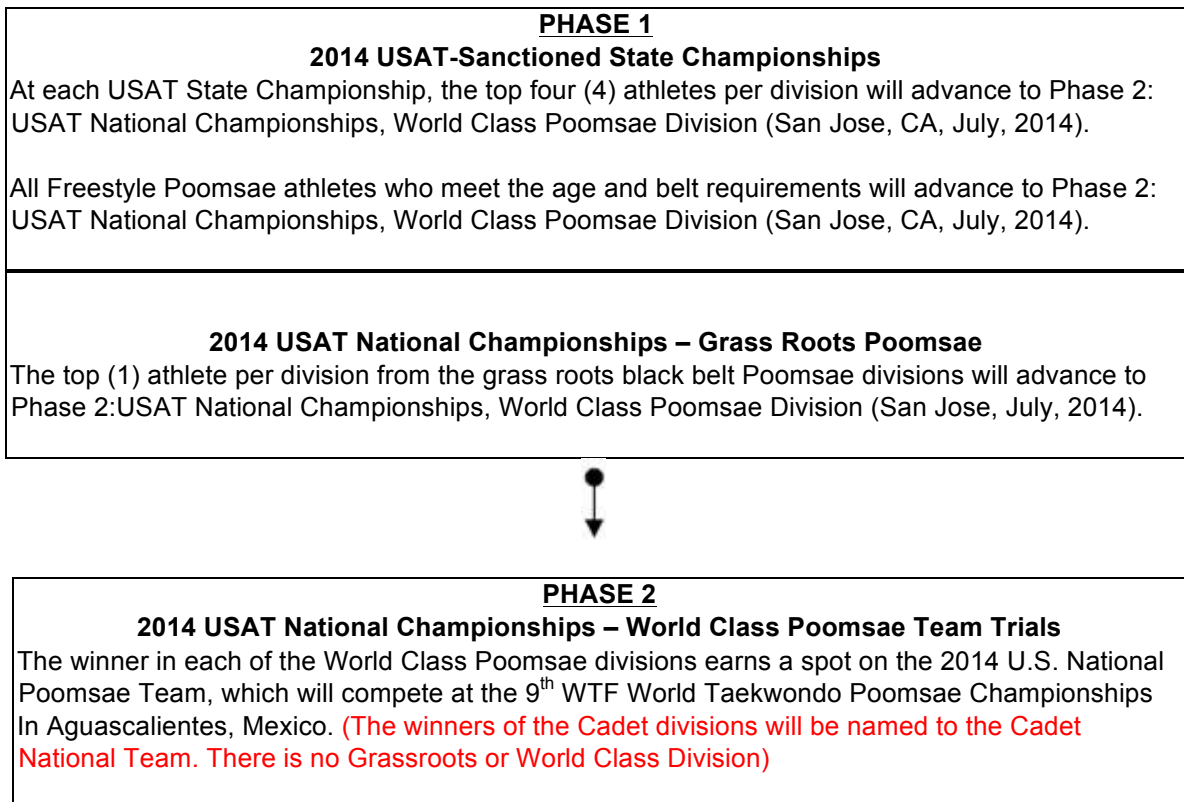 PHASE 1
2014 USAT-Sanctioned State Championships
At each USAT State Championship, the top four (4) athletes per division will advance to Phase 2:
USAT National Championships, World Class Poomsae Division (San Jose, CA, July, 2014).
All Freestyle Poomsae athletes who meet the age and belt requirements will advance to Phase 2:
USAT National Championships, World Class Poomsae Division (San Jose, CA, July, 2014).
2014 USAT National Championships – Grass Roots Poomsae
The top (1) athlete per division from the grass roots black belt Poomsae divisions will advance to
Phase 2:USAT National Championships, World Class Poomsae Division (San Jose, July, 2014).
PHASE 2
2014 USAT National Championships – World Class Poomsae Team Trials
The winner in each of the World Class Poomsae divisions earns a spot on the 2014 U.S. National
Poomsae Team, which will compete at the 9th WTF World Taekwondo Poomsae Championships
In Aguascalientes, Mexico. (The winners of the Cadet divisions will be named to the Cadet
National Team. There is no Grassroots or World Class Division)